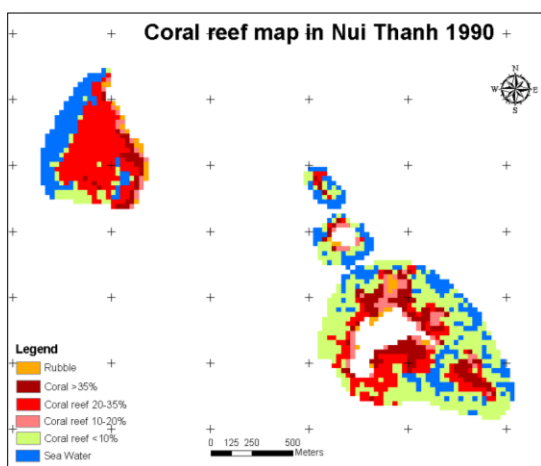 Coral reef map in Nui Thanh 1990
N
W E
S
Legend
Rubble
Coral >35%
Coral reef 20-35%
Coral reef 10-20%
Coral reef <10%
Sea Water
0 125 250 500
Meters